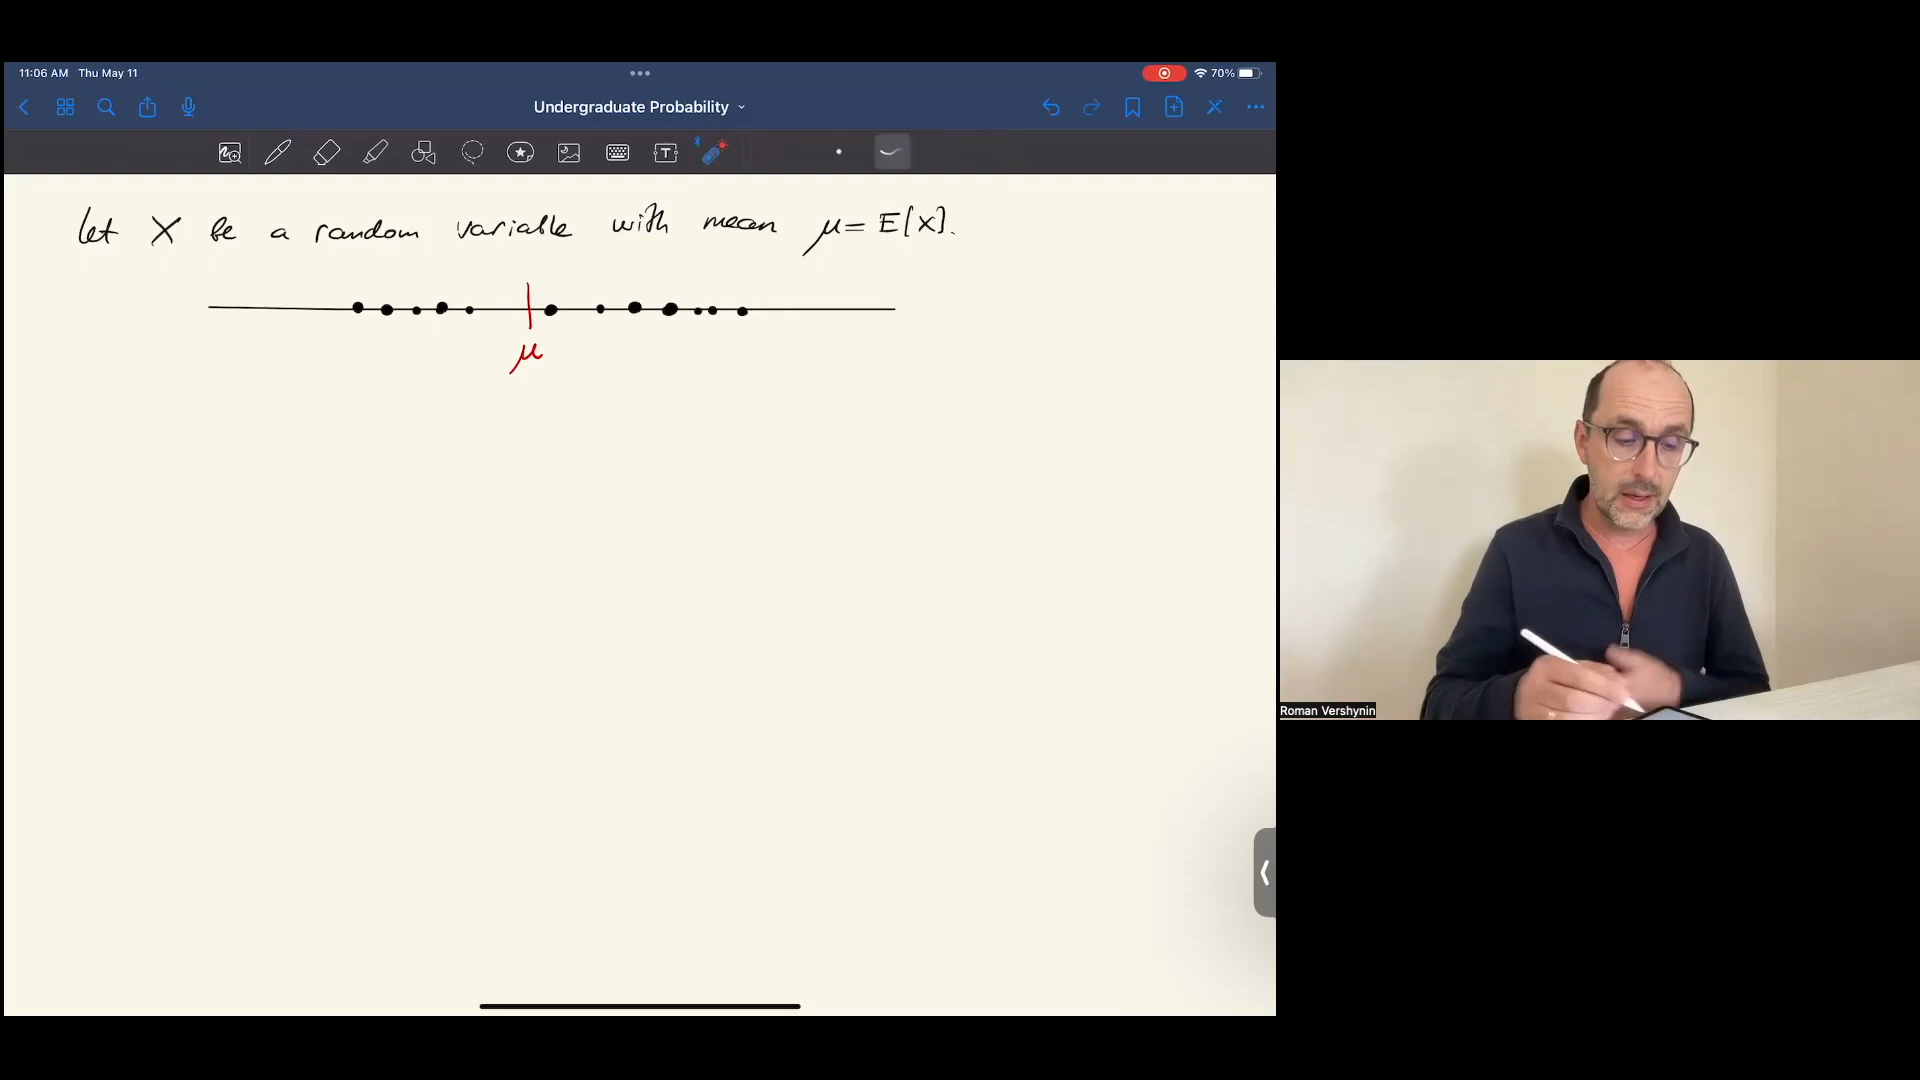 11:06 AM Thu May 11
70%
Undergraduate Probability
T
Let X be a random variable with mean μ = E[X].
μ
Roman Vershynin